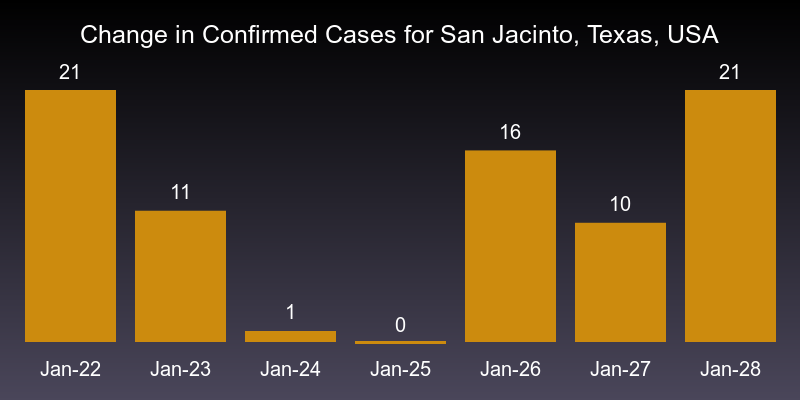 Change in Confirmed Cases for San Jacinto, Texas, USA
21
11
1
0
16
10
21
Jan-22
Jan-23
Jan-24
Jan-25
Jan-26
Jan-27
Jan-28